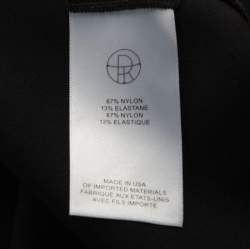 87% NYLON
13% ELASTANE
87% NYLON
13% ELASTIQUE
MADE IN USA
OF IMPORTED MATERIALS
FABRIQUE AUX ETATS-UNIS
AVEC FILS IMPORTÉ